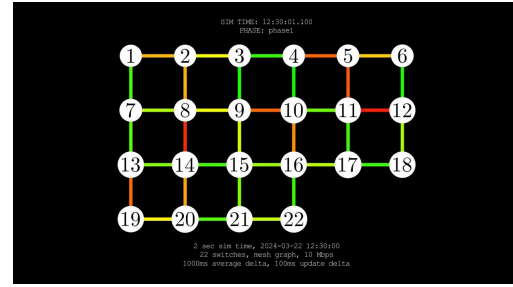 SIM TIME: 12:30:01.100
PHASE: phase1
1 2 3 4 5 6
7 8 9 10 11 12
13 14 15 16 17 18
19 20 21 22
2 sec sim time, 2024-03-22 12:30:00
22 switches, mesh graph, 10 Mbps
1000ms average delta, 100ms update delta